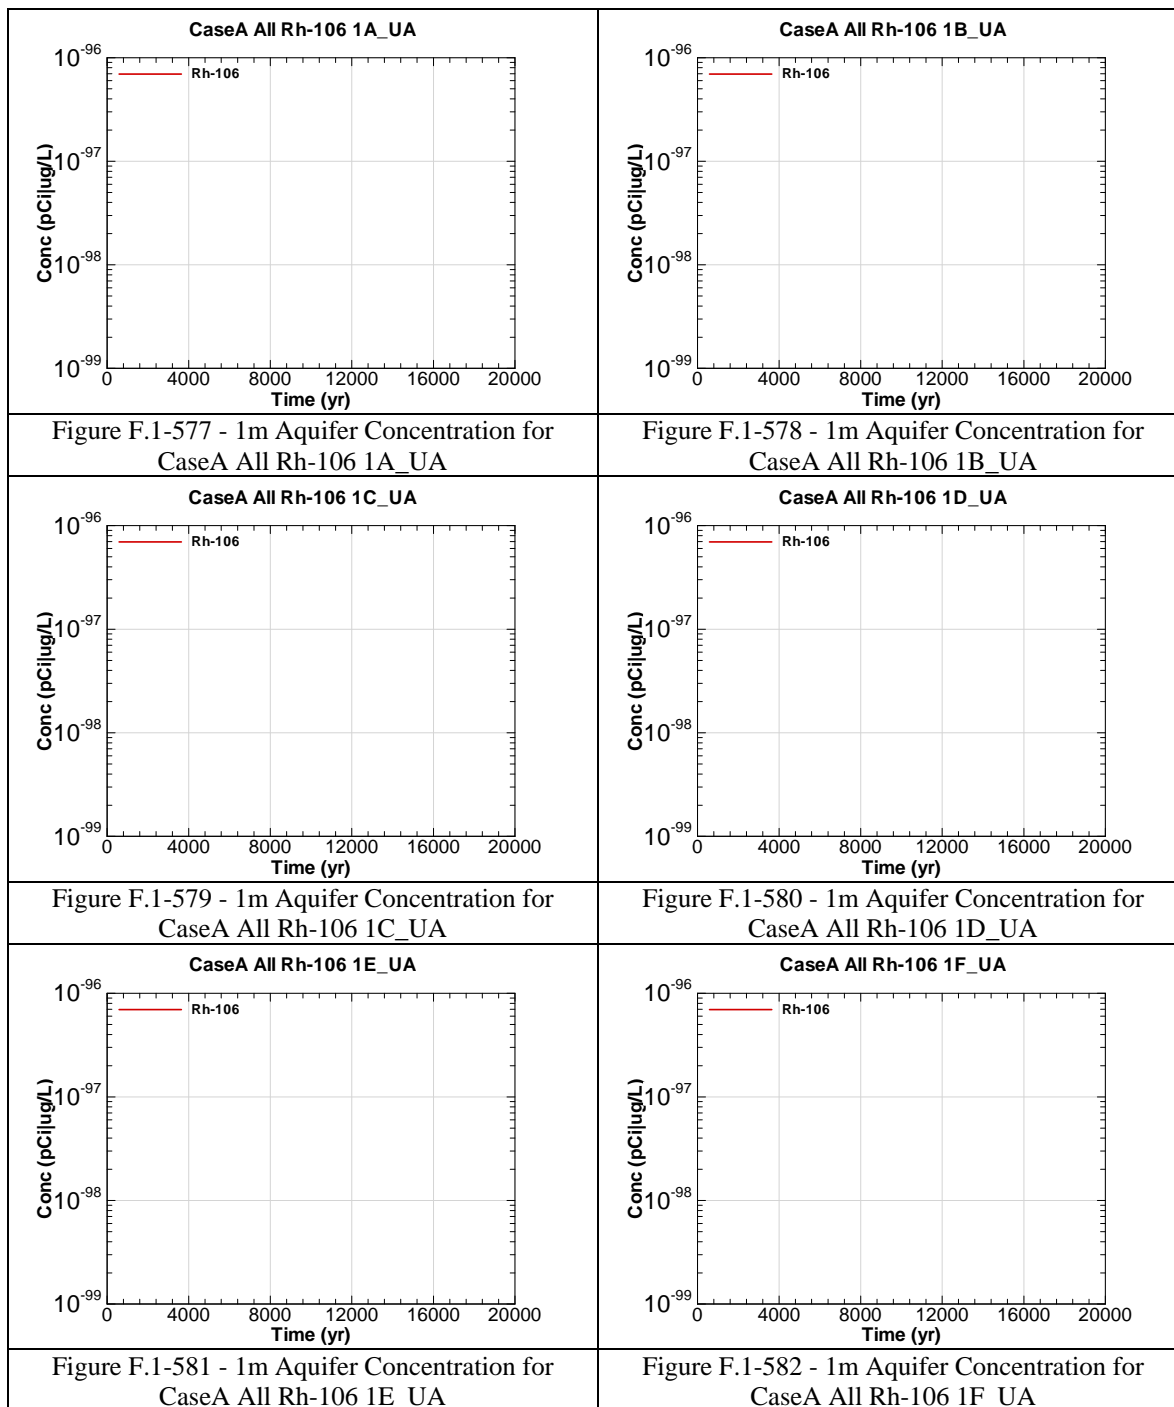 CaseA All Rh-106 1A_UA
Rh-106
Conc (pCi|ug/L)
10-96
10-97
10-98
10-99
0 4000 8000 12000 16000 20000
Time (yr)
Figure F.1-577 - 1m Aquifer Concentration for
CaseA All Rh-106 1A_UA
CaseA All Rh-106 1B_UA
Rh-106
Conc (pCi|ug/L)
10-96
10-97
10-98
10-99
0 4000 8000 12000 16000 20000
Time (yr)
Figure F.1-578 - 1m Aquifer Concentration for
CaseA All Rh-106 1B_UA
CaseA All Rh-106 1C_UA
Rh-106
Conc (pCi|ug/L)
10-96
10-97
10-98
10-99
0 4000 8000 12000 16000 20000
Time (yr)
Figure F.1-579 - 1m Aquifer Concentration for
CaseA All Rh-106 1C_UA
CaseA All Rh-106 1D_UA
Rh-106
Conc (pCi|ug/L)
10-96
10-97
10-98
10-99
0 4000 8000 12000 16000 20000
Time (yr)
Figure F.1-580 - 1m Aquifer Concentration for
CaseA All Rh-106 1D_UA
CaseA All Rh-106 1E_UA
Rh-106
Conc (pCi|ug/L)
10-96
10-97
10-98
10-99
0 4000 8000 12000 16000 20000
Time (yr)
Figure F.1-581 - 1m Aquifer Concentration for
CaseA All Rh-106 1E_UA
CaseA All Rh-106 1F_UA
Rh-106
Conc (pCi|ug/L)
10-96
10-97
10-98
10-99
0 4000 8000 12000 16000 20000
Time (yr)
Figure F.1-582 - 1m Aquifer Concentration for
CaseA All Rh-106 1F_UA